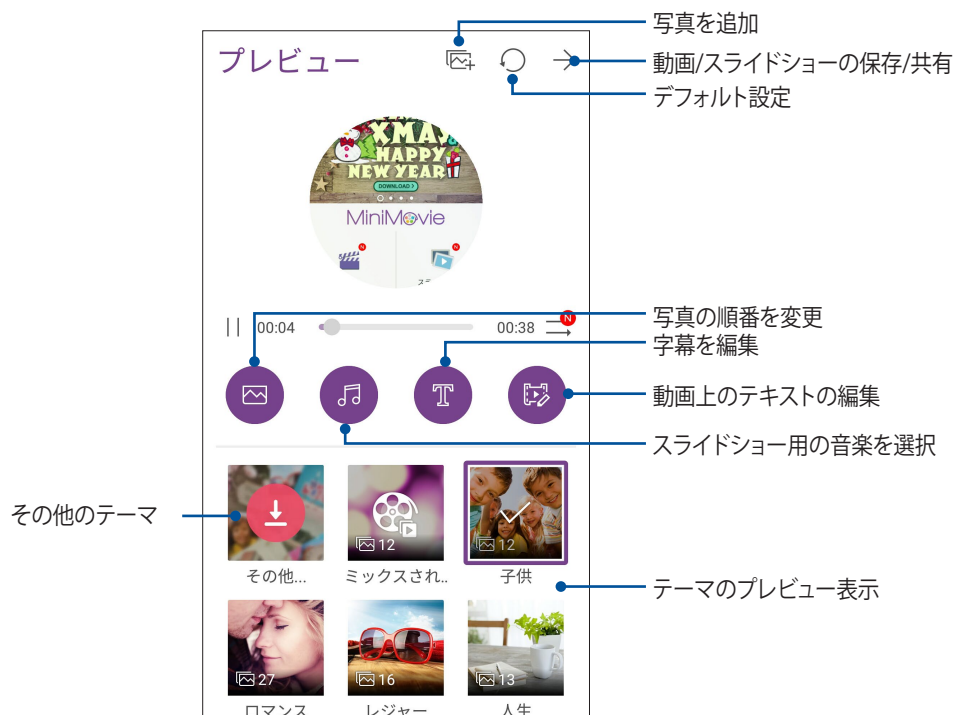 写真を追加
動画/スライドショーの保存/共有
デフォルト設定
プレビュー
XMAS
HAPPY
NEW YEAR
DOWNLOAD >
MiniMovie
N
N
00:04
00:38
N
写真の順番を変更
字幕を編集
T
動画上のテキストの編集
スライドショー用の音楽を選択
その他のテーマ
12
12
その他...
ミックスされ..
子供
テーマのプレビュー表示
27
16
13
ロマンス
レジャー
人生